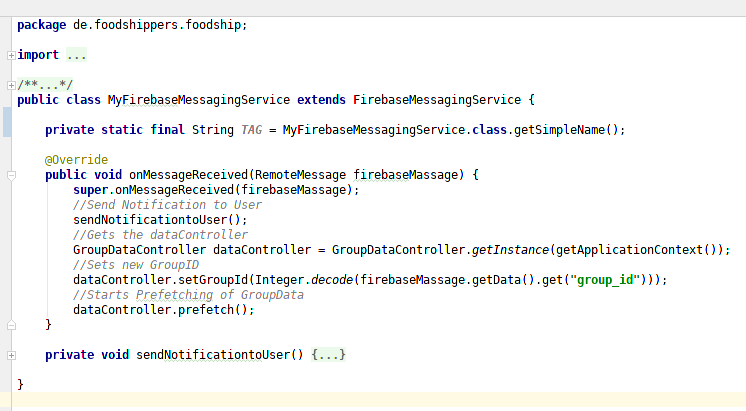 package de.foodshippers.foodship;
import ...
/**...*/
public class MyFirebaseMessagingService extends FirebaseMessagingService {
private static final String TAG = MyFirebaseMessagingService.class.getSimpleName();
@Override
public void onMessageReceived(RemoteMessage firebaseMassage) {
super.onMessageReceived(firebaseMassage);
//Send Notification to User
sendNotificationtoUser();
//Gets the dataController
GroupDataController dataController = GroupDataController.getInstance(getApplicationContext());
//Sets new GroupID
dataController.setGroupId(Integer.decode(firebaseMassage.getData().get("group_id")));
//Starts Prefetching of GroupData
dataController.prefetch();
}
private void sendNotificationtoUser() {...}
}